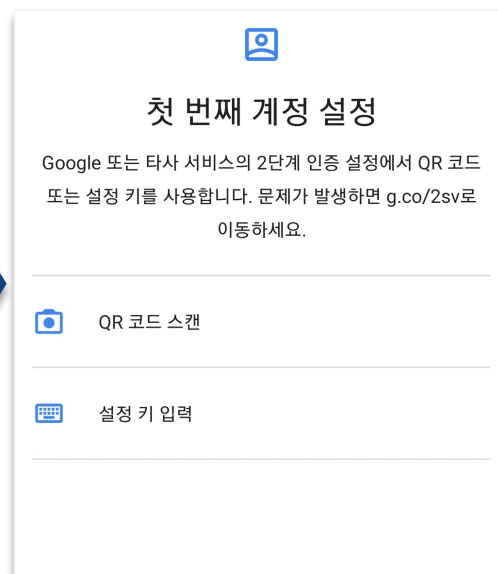 첫 번째 계정 설정
Google 또는 타사 서비스의 2단계 인증 설정에서 QR 코드
또는 설정 키를 사용합니다. 문제가 발생하면 g.co/2sv로
이동하세요.
QR 코드 스캔
설정 키 입력